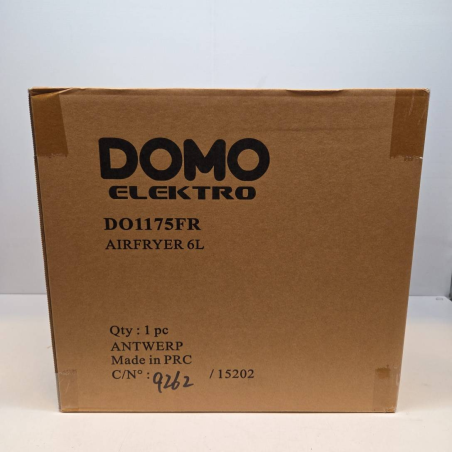 DOMO
ELEKTRO
DO1175FR
AIRFRYER 6L
Qty : 1 pc
ANTWERP
Made in PRC
C/N° : 9262 / 15202